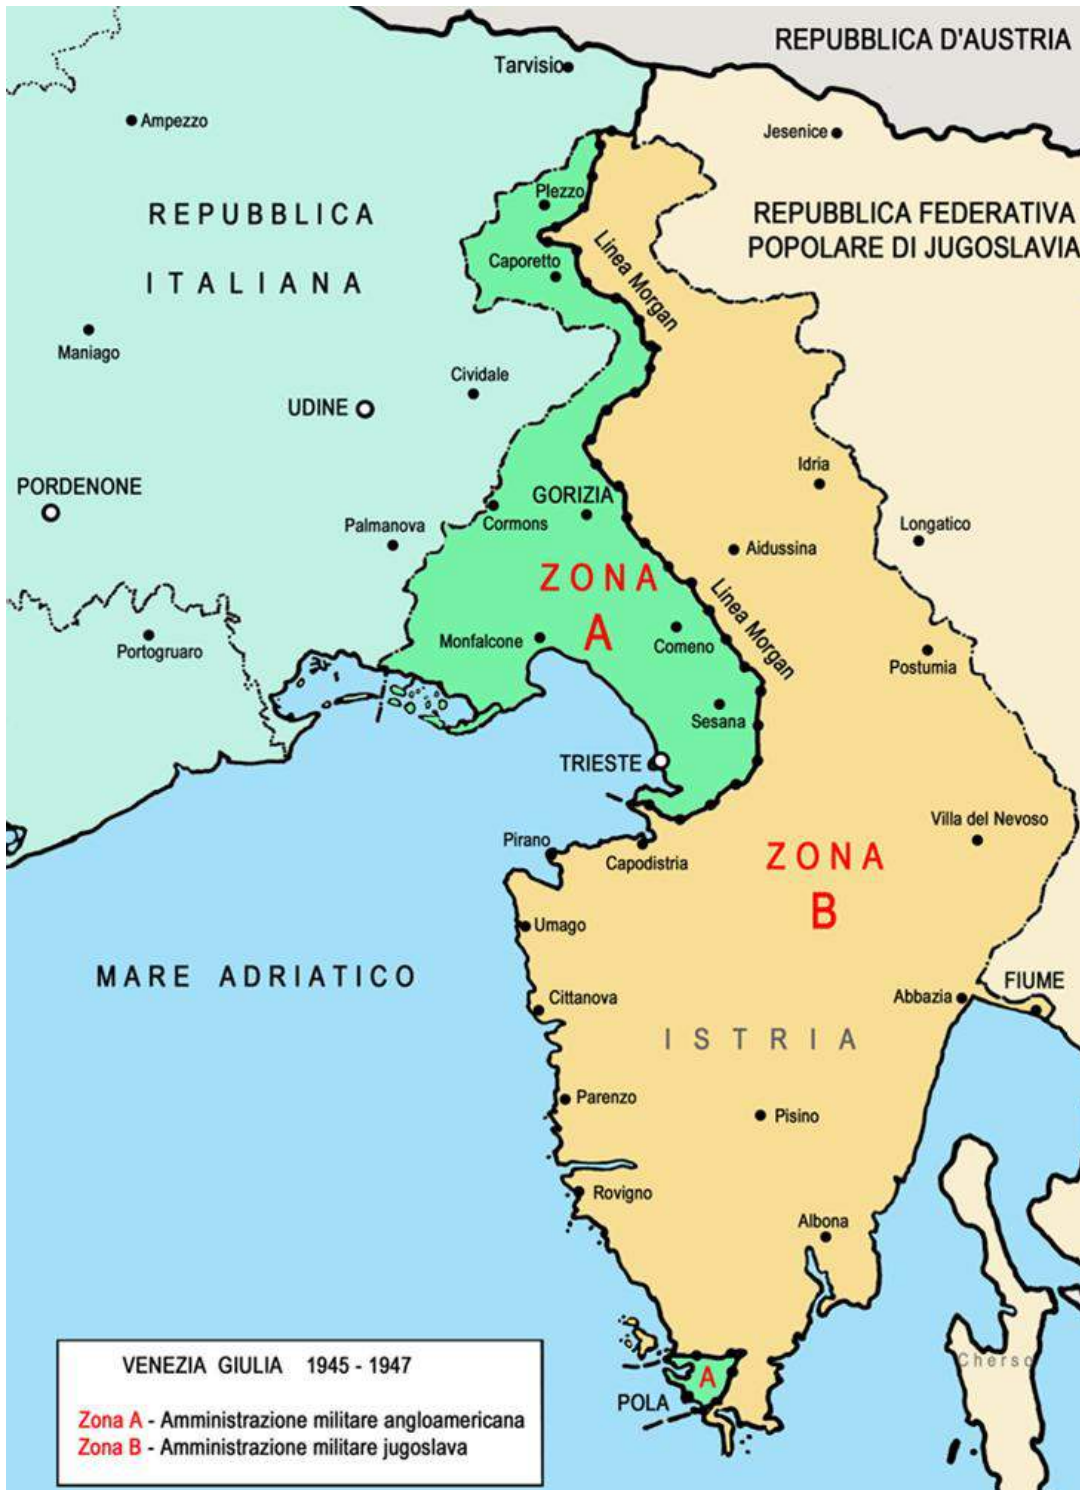 REPUBBLICA D'AUSTRIA
Tarvisio
Ampezzo
Jesenice
Plezzo
REPUBBLICA
ITALIANA
REPUBBLICA FEDERATIVA
POPOLARE DI JUGOSLAVIA
Linea Morgan
Caporetto
Maniago
Cividale
UDINE
Idria
PORDENONE
GORIZIA
Cormons
Palmanova
Longatico
Aidussina
ZONA
A
Linea Morgan
Monfalcone
Comeno
Portogruaro
Postumia
Sesana
TRIESTE
Villa del Nevoso
Pirano
Capodistria
ZONA
B
Umago
MARE ADRIATICO
FIUME
Abbazia
Cittanova
ISTRIA
Parenzo
Pisino
Rovigno
Albona
Cherso
A
POLA
VENEZIA GIULIA 1945 - 1947
Zona A - Amministrazione militare angloamericana
Zona B - Amministrazione militare jugoslava